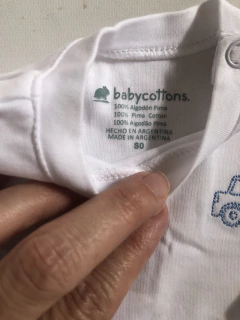 babycottons.
100% Algodón Pima
100% Pima Cotton
100% Algodão Pima
HECHO EN ARGENTINA
MADE IN ARGENTINA
80